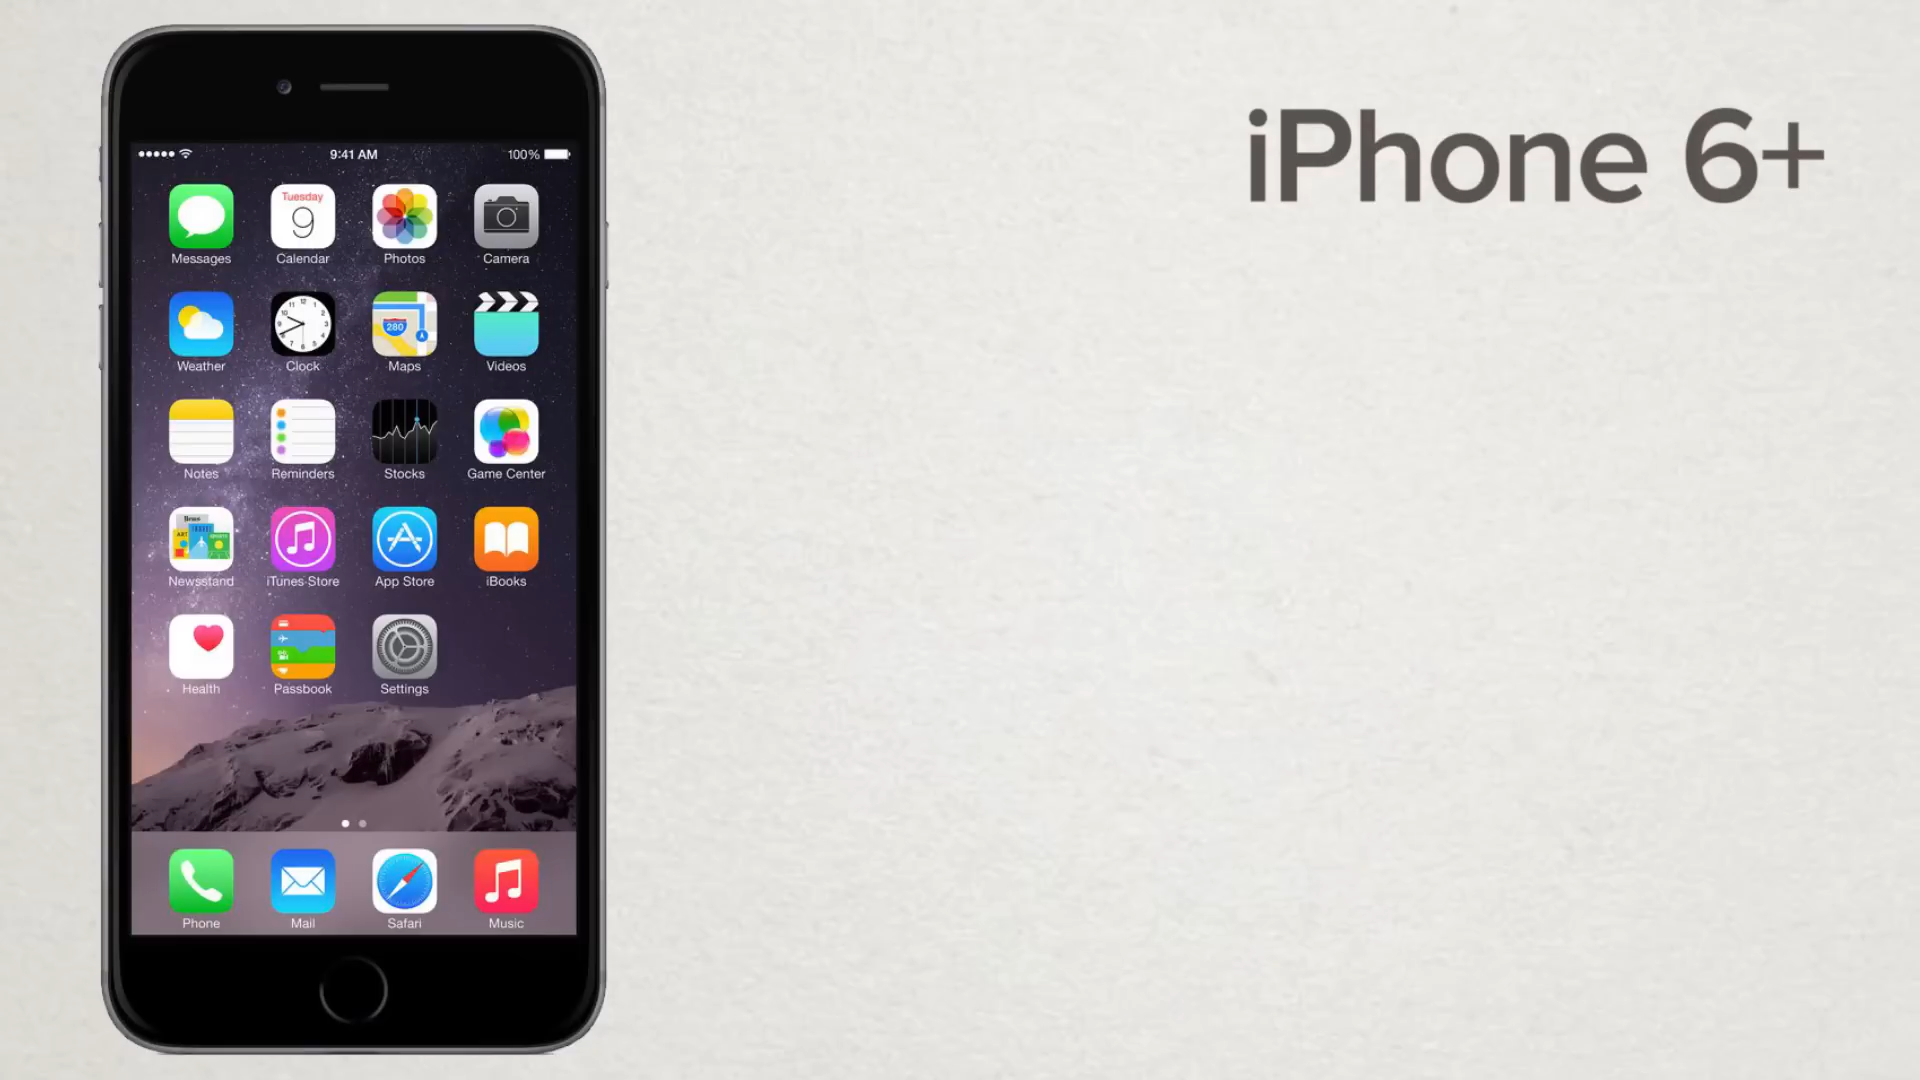 iPhone 6+
9:41 AM
100%
Tuesday
9
Messages
Calendar
Photos
Camera
280
Weather
Clock
Maps
Videos
Notes
Reminders
Stocks
Game Center
ART
Newsstand
iTunes Store
App Store
iBooks
Health
Passbook
Settings
Phone
Mail
Safari
Music